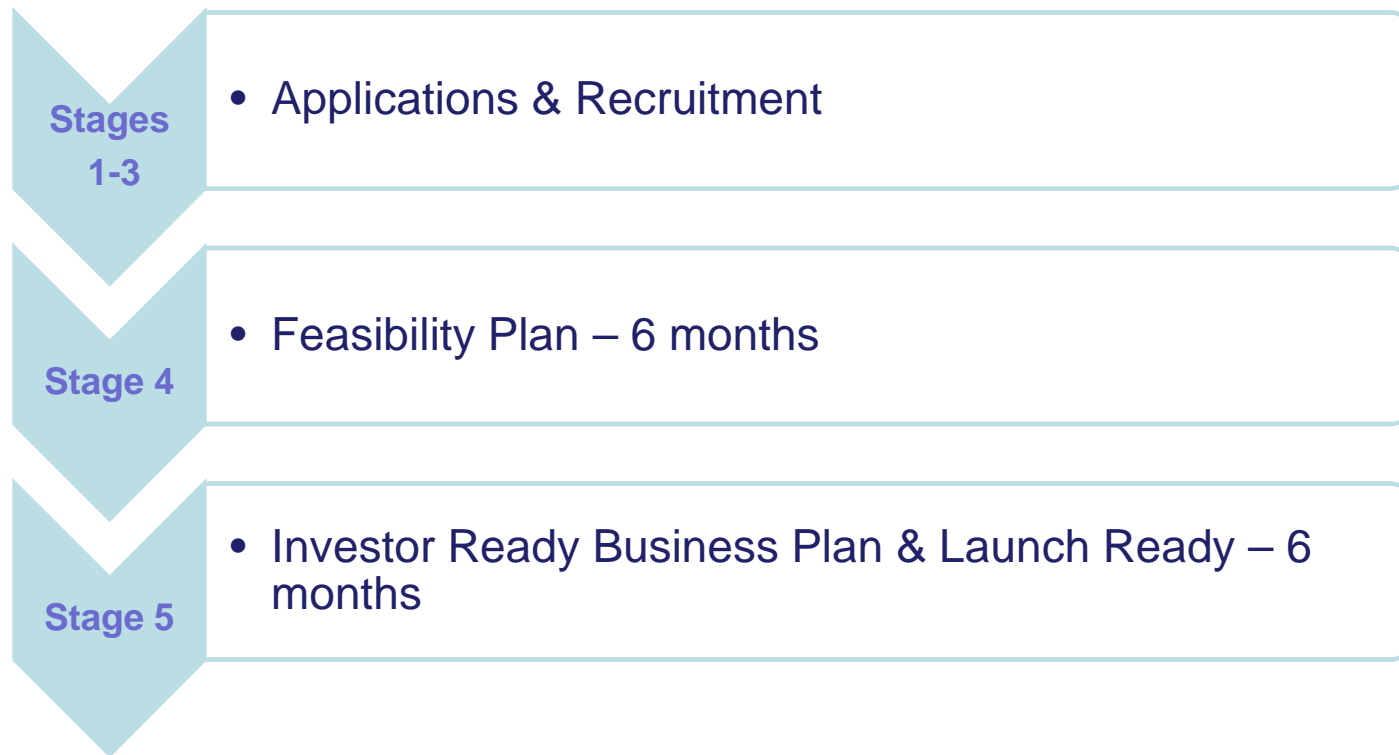 Stages
1-3
• Applications & Recruitment
Stage 4
• Feasibility Plan – 6 months
Stage 5
• Investor Ready Business Plan & Launch Ready – 6
months